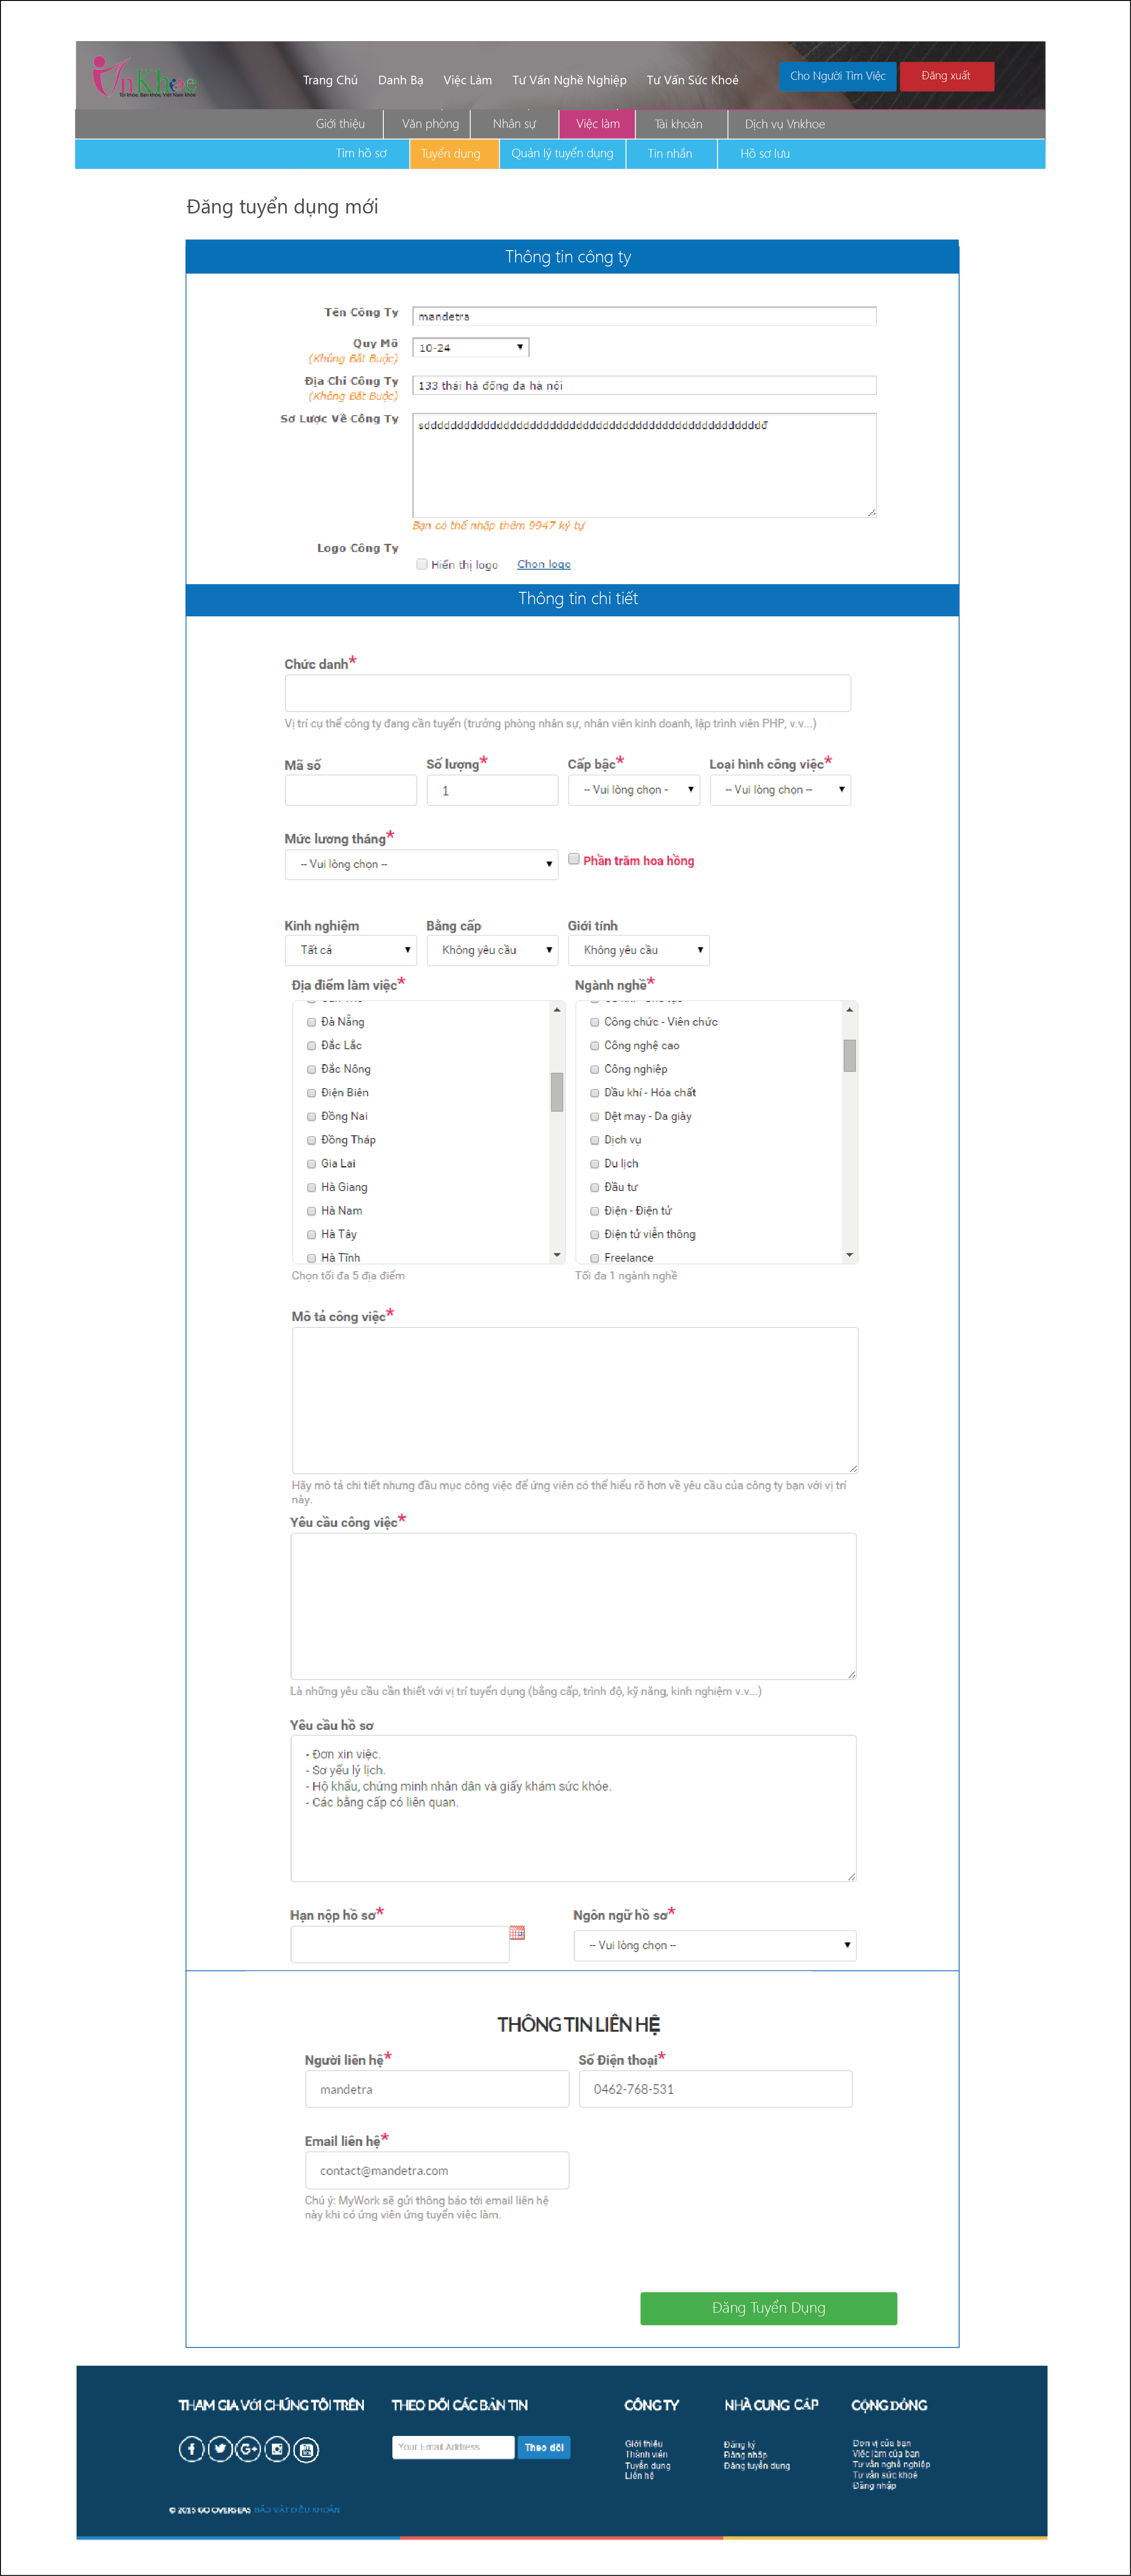 VnKhoe
Tôi khỏe, Bạn khỏe, Việt Nam khỏe
Trang Chủ Danh Bạ Việc Làm Tư Vấn Nghề Nghiệp Tư Vấn Sức Khoẻ
Cho Người Tìm Việc Đăng xuất
Giới thiệu Văn phòng Nhân sự Việc làm Tài khoản Dịch vụ Vnkhoe
Tìm hồ sơ Tuyển dụng Quản lý tuyển dụng Tin nhắn Hồ sơ lưu
Đăng tuyển dụng mới
Thông tin công ty
Tên Công Ty mandetra
Quy Mô 10-24
(Không Bắt Buộc)
Địa Chỉ Công Ty 133 thái hà đống đa hà nội
(Không Bắt Buộc)
Sơ Lược Về Công Ty
Bạn có thể nhập thêm 9947 ký tự
Logo Công Ty
Hiển thị logo Chọn logo
Thông tin chi tiết
Chức danh*
Vị trí cụ thể công ty đang cần tuyển (trưởng phòng nhân sự, nhân viên kinh doanh, lập trình viên PHP, v.v...)
Mã số Số lượng* Cấp bậc* Loại hình công việc*
1 -- Vui lòng chọn - -- Vui lòng chọn --
Mức lương tháng*
-- Vui lòng chọn -- Phần trăm hoa hồng
Kinh nghiệm Bằng cấp Giới tính
Tất cả Không yêu cầu Không yêu cầu
Địa điểm làm việc* Ngành nghề*
Đà Nẵng Công chức - Viên chức
Đắc Lắc Công nghệ cao
Đắc Nông Công nghiệp
Điện Biên Dầu khí - Hóa chất
Đồng Nai Dệt may - Da giày
Đồng Tháp Dịch vụ
Gia Lai Du lịch
Hà Giang Đầu tư
Hà Nam Điện - Điện tử
Hà Tây Điện tử viễn thông
Hà Tĩnh Freelance
Chọn tối đa 5 địa điểm Tối đa 1 ngành nghề
Mô tả công việc*
Hãy mô tả chi tiết nhưng đầu mục công việc để ứng viên có thể hiểu rõ hơn về yêu cầu của công ty bạn với vị trí
này.
Yêu cầu công việc*
Là những yêu cầu cần thiết với vị trí tuyển dụng (bằng cấp, trình độ, kỹ năng, kinh nghiệm v.v...)
Yêu cầu hồ sơ
- Đơn xin việc.
- Sơ yếu lý lịch.
- Hộ khẩu, chứng minh nhân dân và giấy khám sức khỏe.
- Các bằng cấp có liên quan.
Hạn nộp hồ sơ* Ngôn ngữ hồ sơ*
-- Vui lòng chọn --
THÔNG TIN LIÊN HỆ
Người liên hệ* Số Điện thoại*
mandetra 0462-768-531
Email liên hệ*
contact@mandetra.com
Chú ý: MyWork sẽ gửi thông báo tới email liên hệ
này khi có ứng viên ứng tuyển việc làm.
Đăng Tuyển Dụng
THAM GIA VỚI CHÚNG TÔI TRÊN THEO DÕI CÁC BẢN TIN CÔNG TY NHÀ CUNG CẤP CỘNG ĐỒNG
Your Email Address Theo dõi
Giới thiệu Đăng ký Đơn vị của bạn
Thành viên Đăng nhập Việc làm của bạn
Tuyển dụng Đăng tuyển dụng Tư vấn nghề nghiệp
Liên hệ Tư vấn sức khoẻ
Đăng nhập
© 2015 GO OVERSEAS